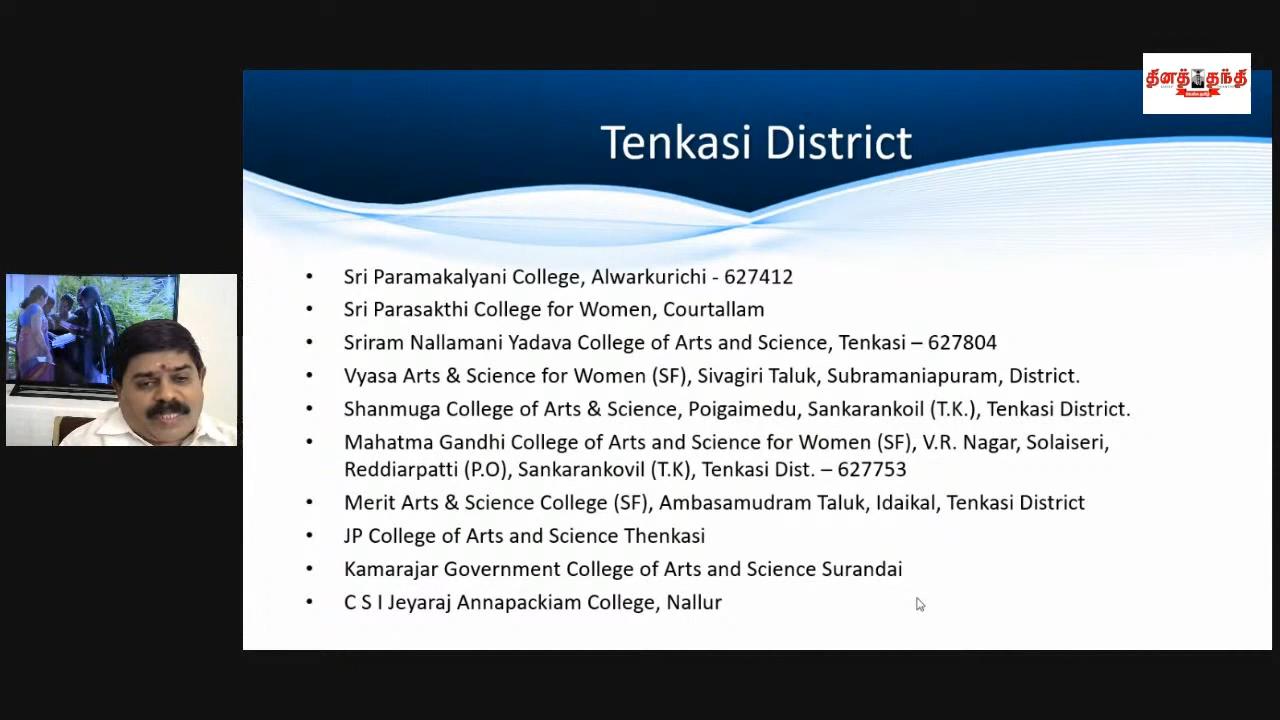 தினத்தந்தி
Tenkasi District
• Sri Paramakalyani College, Alwarkurichi - 627412
• Sri Parasakthi College for Women, Courtallam
• Sriram Nallamani Yadava College of Arts and Science, Tenkasi – 627804
• Vyasa Arts & Science for Women (SF), Sivagiri Taluk, Subramaniapuram, District.
• Shanmuga College of Arts & Science, Poigaimedu, Sankarankoil (T.K.), Tenkasi District.
• Mahatma Gandhi College of Arts and Science for Women (SF), V.R. Nagar, Solaiseri,
Reddiarpatti (P.O), Sankarankovil (T.K), Tenkasi Dist. – 627753
• Merit Arts & Science College (SF), Ambasamudram Taluk, Idaikal, Tenkasi District
• JP College of Arts and Science Thenkasi
• Kamarajar Government College of Arts and Science Surandai
• C S I Jeyaraj Annapackiam College, Nallur